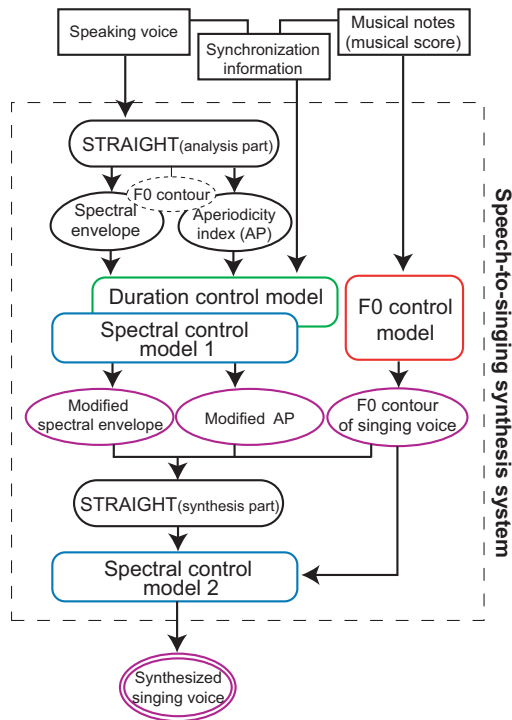 Speaking voice
Synchronization
information
Musical notes
(musical score)
STRAIGHT(analysis part)
F0 contour
Spectral
envelope
Aperiodicity
index (AP)
Duration control model
Spectral control
model 1
F0 control
model
Modified
spectral envelope
Modified AP
F0 contour
of singing voice
STRAIGHT(synthesis part)
Spectral control
model 2
Synthesized
singing voice
Speech-to-singing synthesis system